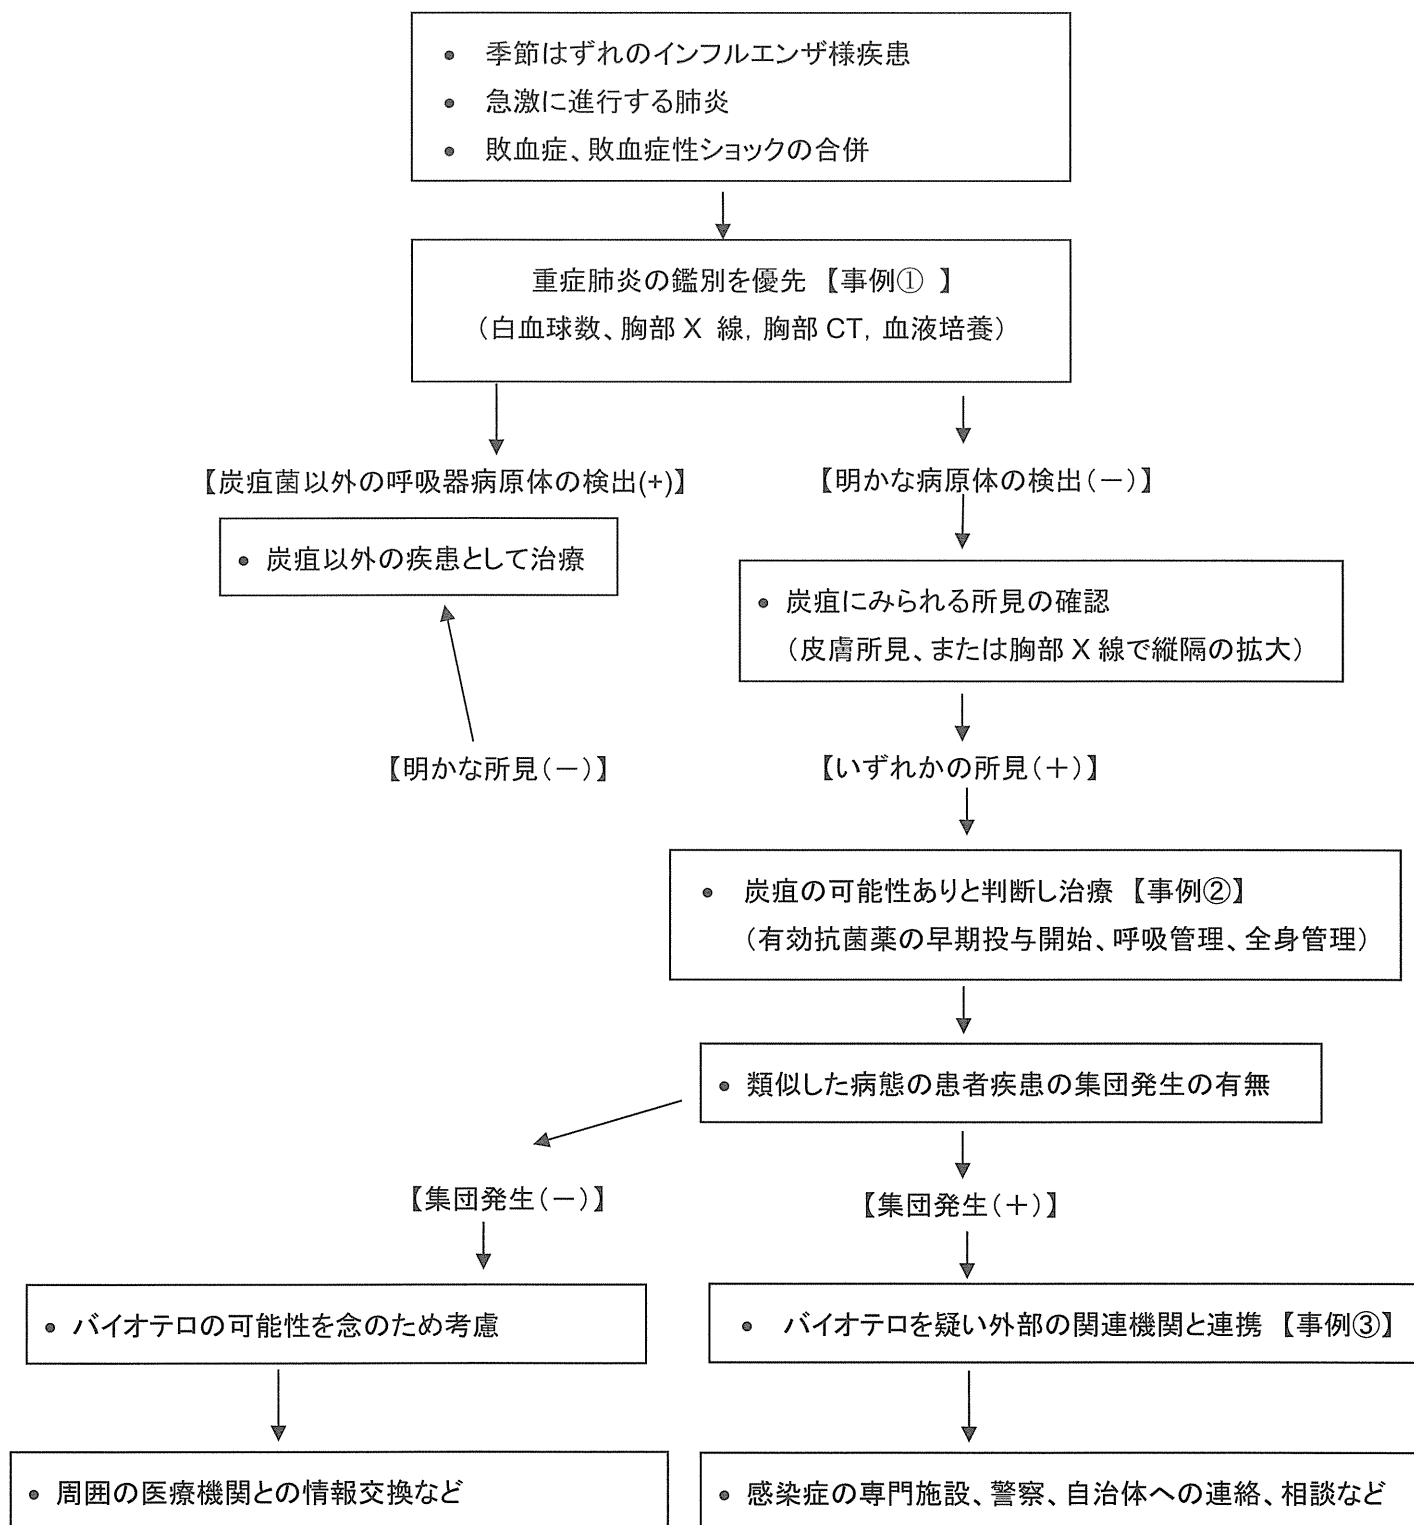 • 季節はずれのインフルエンザ様疾患
• 急激に進行する肺炎
• 敗血症、敗血症性ショックの合併
重症肺炎の鑑別を優先 【事例① 】
（白血球数、胸部 X 線, 胸部 CT, 血液培養）
【炭疽菌以外の呼吸器病原体の検出(+)】
【明かな病原体の検出（－）】
• 炭疽以外の疾患として治療
• 炭疽にみられる所見の確認
（皮膚所見、または胸部 X 線で縦隔の拡大）
【明かな所見（－）】
【いずれかの所見（＋）】
• 炭疽の可能性ありと判断し治療 【事例②】
（有効抗菌薬の早期投与開始、呼吸管理、全身管理）
• 類似した病態の患者疾患の集団発生の有無
【集団発生（－）】
【集団発生（＋）】
• バイオテロの可能性を念のため考慮
• バイオテロを疑い外部の関連機関と連携 【事例③】
• 周囲の医療機関との情報交換など
• 感染症の専門施設、警察、自治体への連絡、相談など